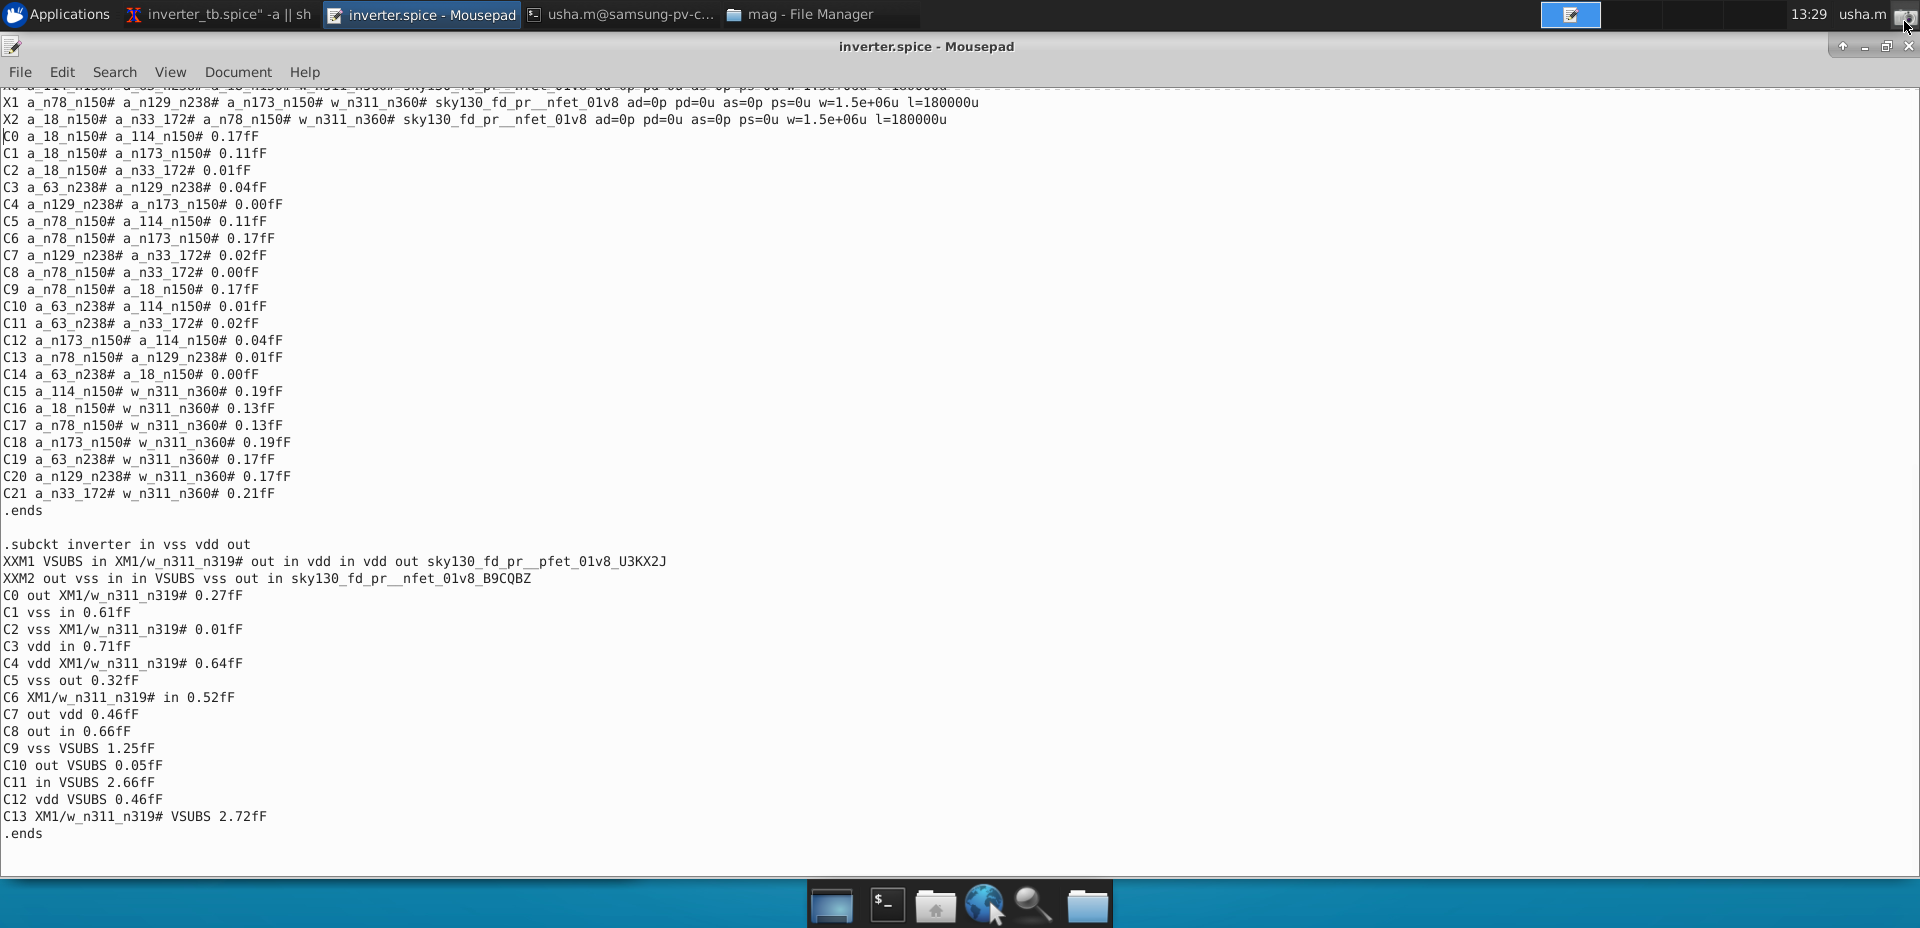 Applications inverter_tb.spice" -a || sh inverter.spice - Mousepad usha.m@samsung-pv-c... mag - File Manager 13:29 usha.m
inverter.spice - Mousepad
File Edit Search View Document Help
X1 a_n78_n150# a_n129_n238# a_n173_n150# w_n311_n360# sky130_fd_pr__nfet_01v8 ad=0p pd=0u as=0p ps=0u w=1.5e+06u l=180000u
X2 a_18_n150# a_n33_172# a_n78_n150# w_n311_n360# sky130_fd_pr__nfet_01v8 ad=0p pd=0u as=0p ps=0u w=1.5e+06u l=180000u
C0 a_18_n150# a_114_n150# 0.17fF
C1 a_18_n150# a_n173_n150# 0.11fF
C2 a_18_n150# a_n33_172# 0.01fF
C3 a_63_n238# a_n129_n238# 0.04fF
C4 a_n129_n238# a_n173_n150# 0.00fF
C5 a_n78_n150# a_114_n150# 0.11fF
C6 a_n78_n150# a_n173_n150# 0.17fF
C7 a_n129_n238# a_n33_172# 0.02fF
C8 a_n78_n150# a_n33_172# 0.00fF
C9 a_n78_n150# a_18_n150# 0.17fF
C10 a_63_n238# a_114_n150# 0.01fF
C11 a_63_n238# a_n33_172# 0.02fF
C12 a_n173_n150# a_114_n150# 0.04fF
C13 a_n78_n150# a_n129_n238# 0.01fF
C14 a_63_n238# a_18_n150# 0.00fF
C15 a_114_n150# w_n311_n360# 0.19fF
C16 a_18_n150# w_n311_n360# 0.13fF
C17 a_n78_n150# w_n311_n360# 0.13fF
C18 a_n173_n150# w_n311_n360# 0.19fF
C19 a_63_n238# w_n311_n360# 0.17fF
C20 a_n129_n238# w_n311_n360# 0.17fF
C21 a_n33_172# w_n311_n360# 0.21fF
.ends
.subckt inverter in vss vdd out
XXM1 VSUBS in XM1/w_n311_n319# out in vdd in vdd out sky130_fd_pr__pfet_01v8_U3KX2J
XXM2 out vss in in VSUBS vss out in sky130_fd_pr__nfet_01v8_B9CQBZ
C0 out XM1/w_n311_n319# 0.27fF
C1 vss in 0.61fF
C2 vss XM1/w_n311_n319# 0.01fF
C3 vdd in 0.71fF
C4 vdd XM1/w_n311_n319# 0.64fF
C5 vss out 0.32fF
C6 XM1/w_n311_n319# in 0.52fF
C7 out vdd 0.46fF
C8 out in 0.66fF
C9 vss VSUBS 1.25fF
C10 out VSUBS 0.05fF
C11 in VSUBS 2.66fF
C12 vdd VSUBS 0.46fF
C13 XM1/w_n311_n319# VSUBS 2.72fF
.ends
$_